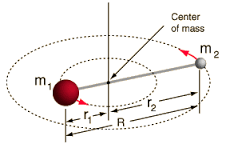 Center
of mass
m₂
m₁
r₁
r₂
R